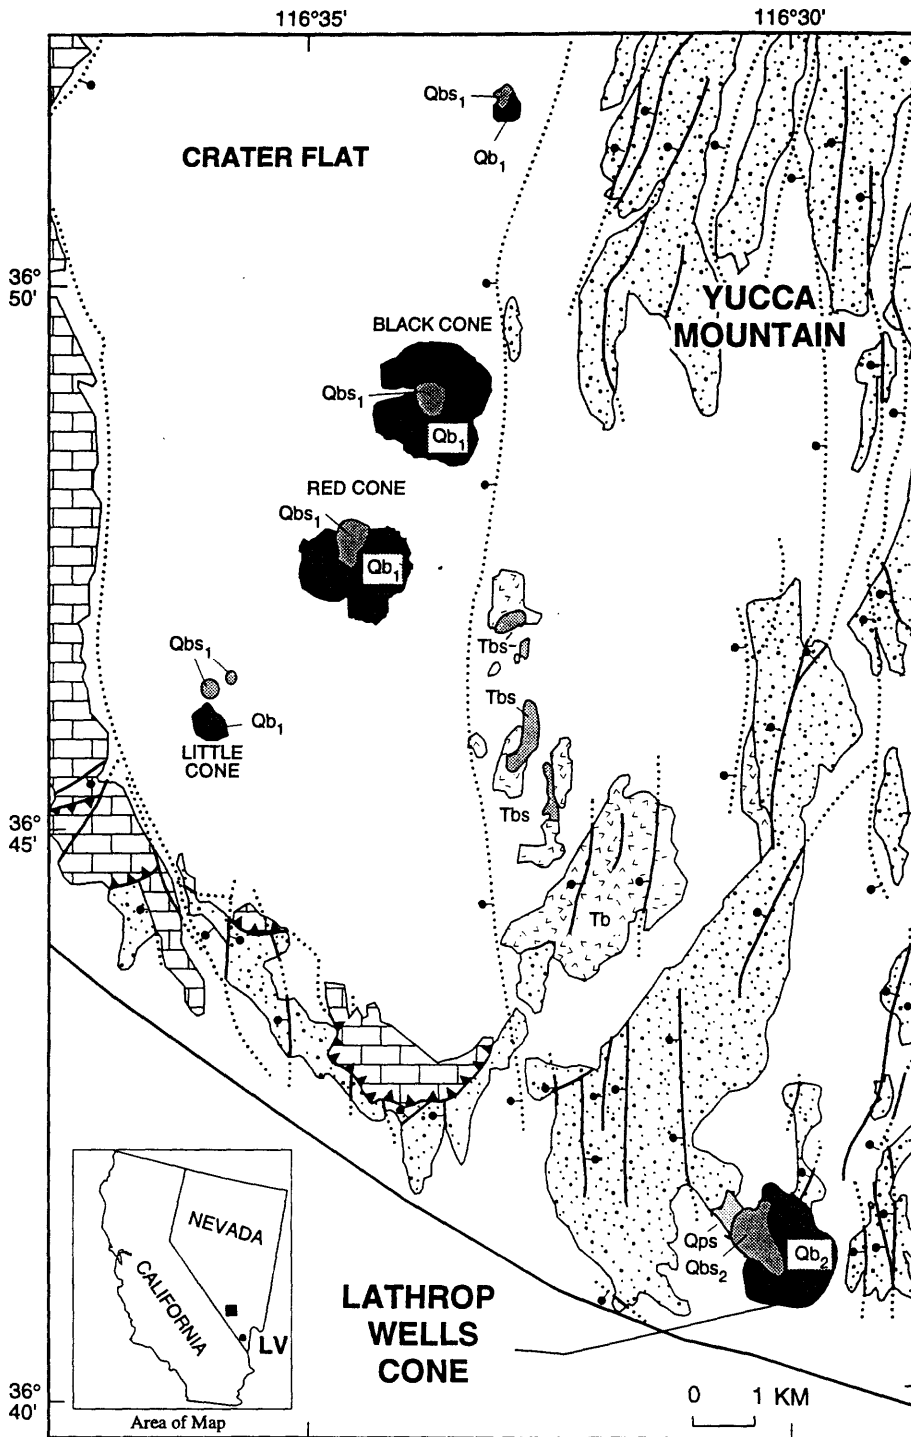 116°35'
116°30'
Qbs1
CRATER FLAT
Qb1
36°
50'
YUCCA
MOUNTAIN
BLACK CONE
Qbs1
Qb1
RED CONE
Qbs1
Qb1
Qbs1
Tbs
Tbs
Qb1
LITTLE
CONE
Tbs
36°
45'
Tb
NEVADA
CALIFORNIA
LV
Area of Map
Qps
Qbs2
Qb2
LATHROP
WELLS
CONE
36°
40'
0 1 KM